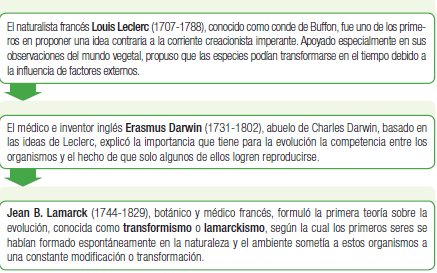 El naturalista francés Louis Leclerc (1707-1788), conocido como conde de Buffon, fue uno de los prime-
ros en proponer una idea contraria a la corriente creacionista imperante. Apoyado especialmente en sus
observaciones del mundo vegetal, propuso que las especies podían transformarse en el tiempo debido a
la influencia de factores externos.
El médico e inventor inglés Erasmus Darwin (1731-1802), abuelo de Charles Darwin, basado en
las ideas de Leclerc, explicó la importancia que tiene para la evolución la competencia entre los
organismos y el hecho de que solo algunos de ellos logren reproducirse.
Jean B. Lamarck (1744-1829), botánico y médico francés, formuló la primera teoría sobre la
evolución, conocida como transformismo o lamarckismo, según la cual los primeros seres se
habían formado espontáneamente en la naturaleza y el ambiente sometía a estos organismos a
una constante modificación o transformación.